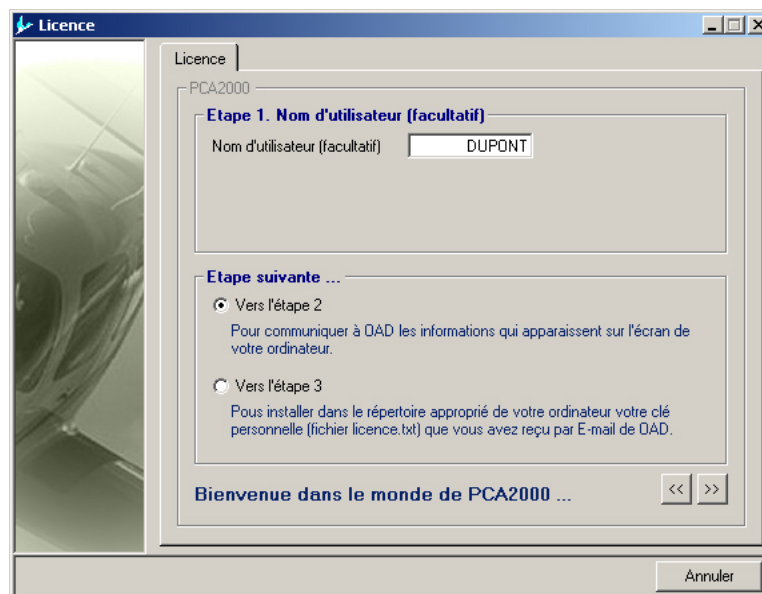 Licence
Licence
PCA2000
Etape 1. Nom d'utilisateur (facultatif)
Nom d'utilisateur (facultatif) DUPONT
Etape suivante ...
Vers l'étape 2
Pour communiquer à OAD les informations qui apparaissent sur l'écran de
votre ordinateur.
Vers l'étape 3
Pous installer dans le répertoire approprié de votre ordinateur votre clé
personnelle (fichier licence.txt) que vous avez reçu par E-mail de OAD.
Bienvenue dans le monde de PCA2000 ... << >>
Annuler